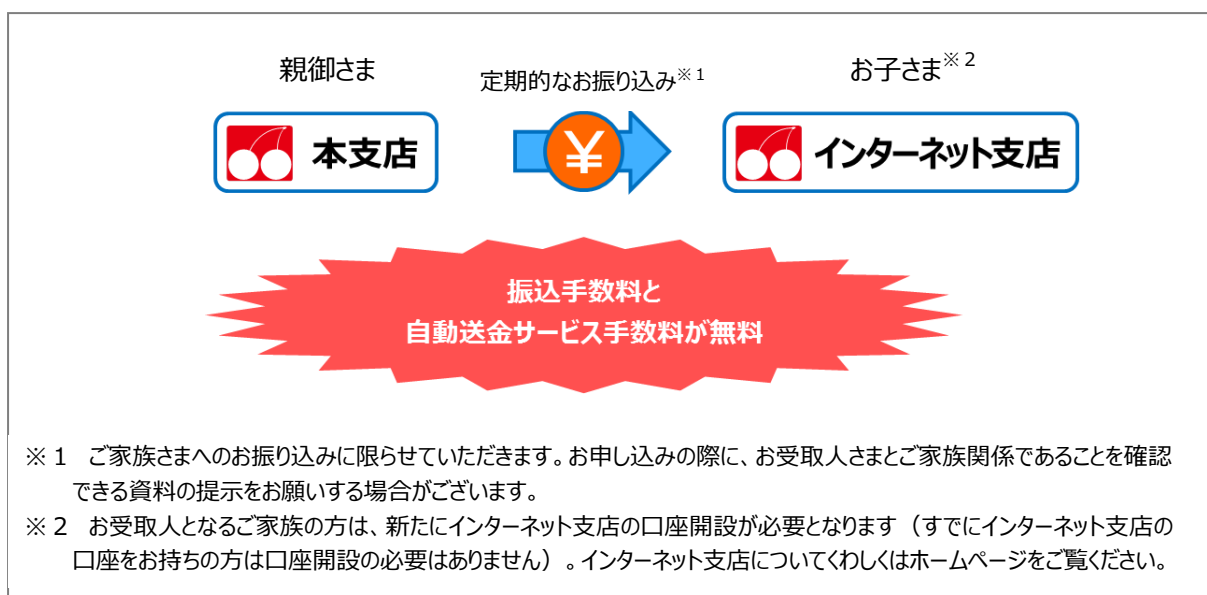 親御さま
定期的なお振り込み※1
お子さま※2
本支店
¥
インターネット支店
振込手数料と
自動送金サービス手数料が無料
※1 ご家族さまへのお振り込みに限らせていただきます。お申し込みの際に、お受取人さまとご家族関係であることを確認
できる資料の提示をお願いする場合がございます。
※2 お受取人となるご家族の方は、新たにインターネット支店の口座開設が必要となります（すでにインターネット支店の
口座をお持ちの方は口座開設の必要はありません）。インターネット支店についてくわしくはホームページをご覧ください。